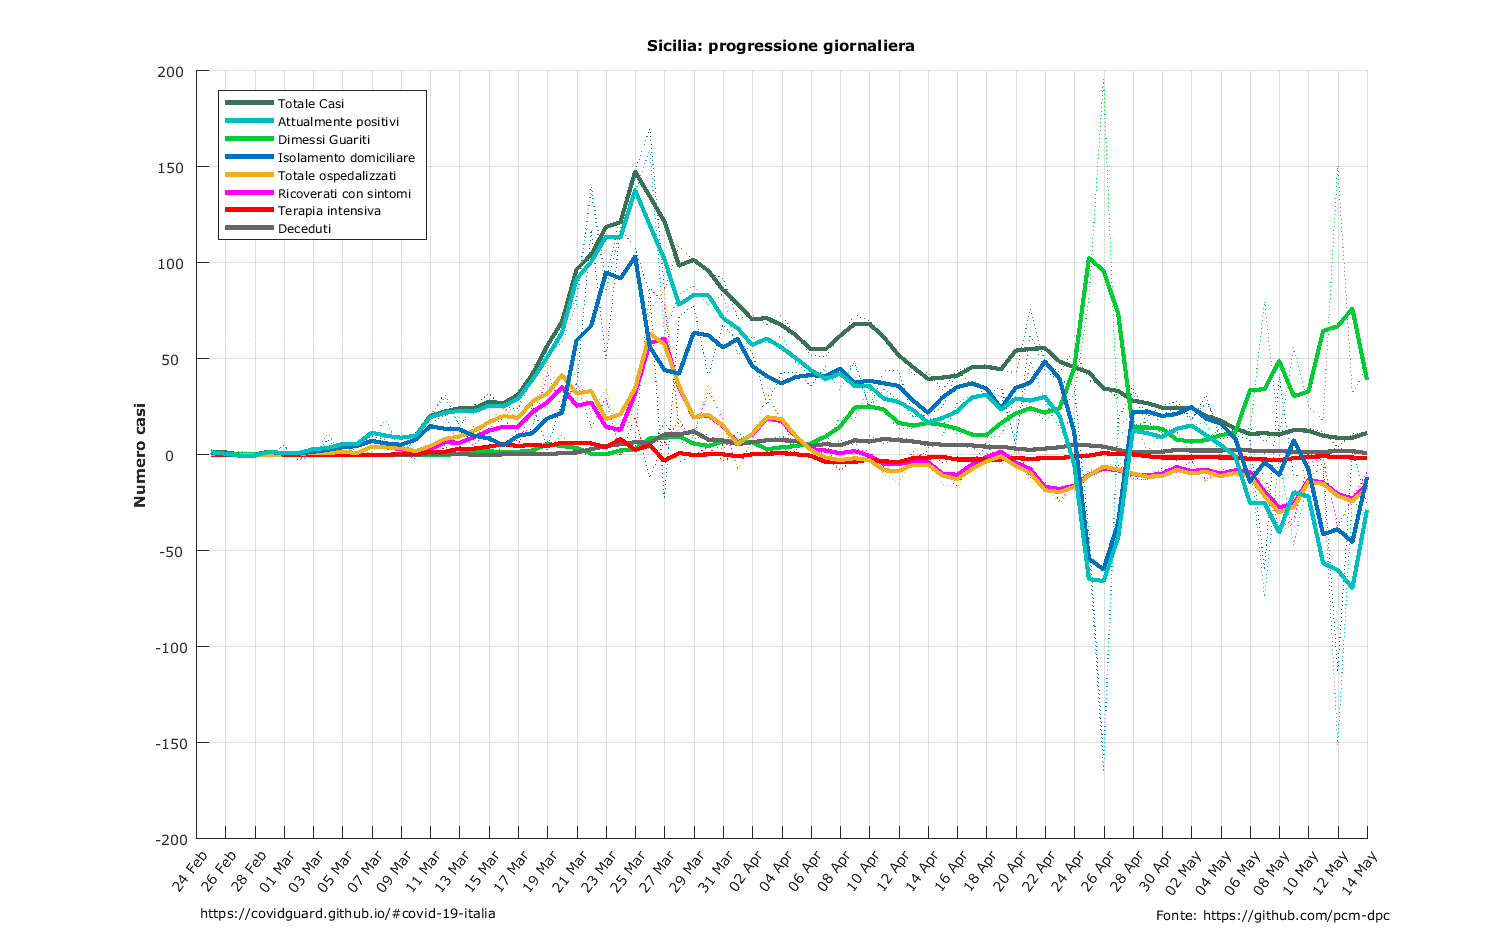 Sicilia: progressione giornaliera
200
150
100
50
0
-50
-100
-150
-200
Numero casi
Totale Casi
Attualmente positivi
Dimessi Guariti
Isolamento domiciliare
Totale ospedalizzati
Ricoverati con sintomi
Terapia intensiva
Deceduti
24 Feb
26 Feb
28 Feb
01 Mar
03 Mar
05 Mar
07 Mar
09 Mar
11 Mar
13 Mar
15 Mar
17 Mar
19 Mar
21 Mar
23 Mar
25 Mar
27 Mar
29 Mar
31 Mar
02 Apr
04 Apr
06 Apr
08 Apr
10 Apr
12 Apr
14 Apr
16 Apr
18 Apr
20 Apr
22 Apr
24 Apr
26 Apr
28 Apr
30 Apr
02 May
04 May
06 May
08 May
10 May
12 May
14 May
https://covidguard.github.io/#covid-19-italia
Fonte: https://github.com/pcm-dpc